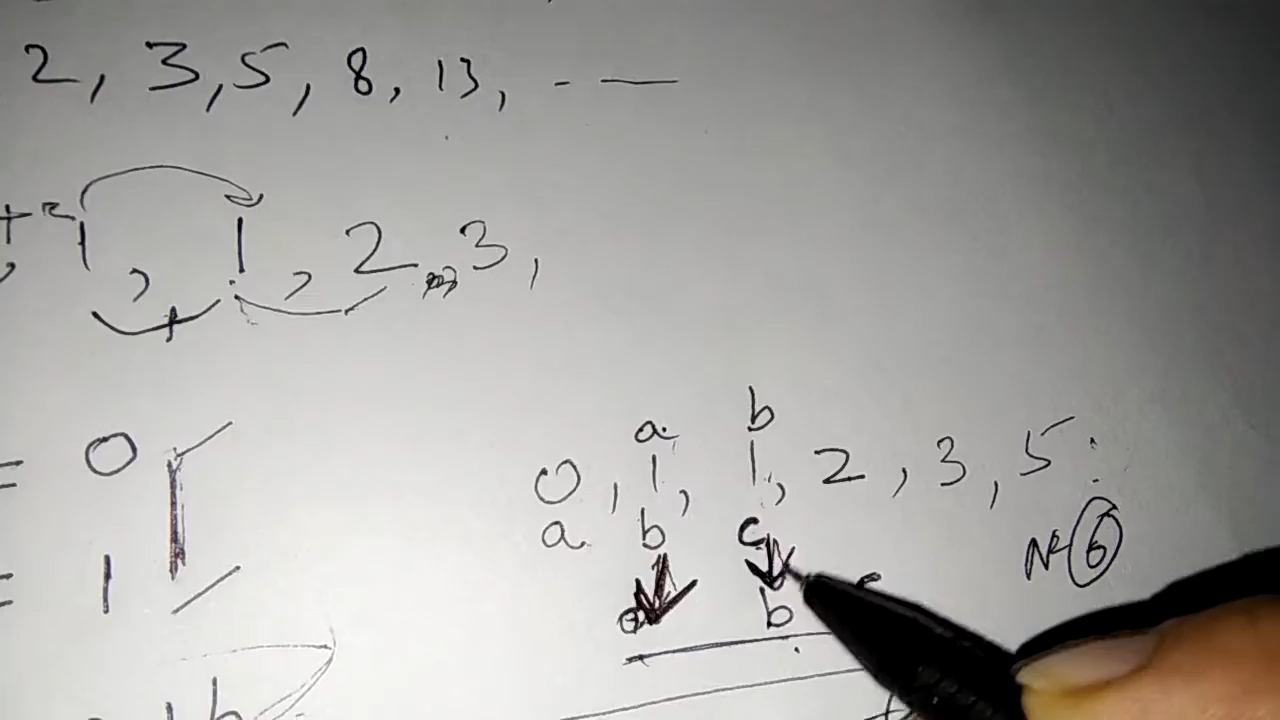 2, 3, 5, 8, 13, . —
1, 1, 2, 3,
a b
= 0
0, 1, 1, 2, 3, 5 :
a b c
= 1
N= 6
a b c